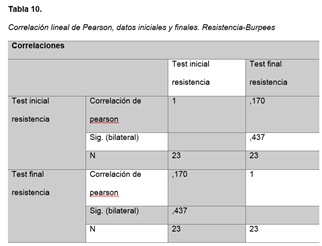 Tabla 10.
Correlación lineal de Pearson, datos iniciales y finales. Resistencia-Burpees
Correlaciones
Test inicial resistencia Test final resistencia
Test inicial resistencia Correlación de pearson 1 ,170
Sig. (bilateral) ,437
N 23 23
Test final resistencia Correlación de pearson ,170 1
Sig. (bilateral) ,437
N 23 23